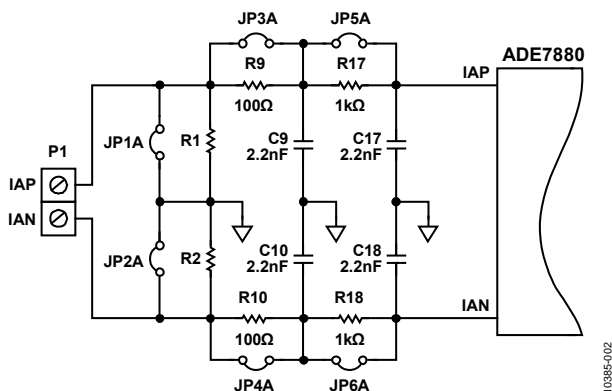 JP3A
JP5A
ADE7880
R9
R17
IAP
100Ω
1kΩ
P1
JP1A
R1
C9
2.2nF
C17
2.2nF
IAP
IAN
JP2A
R2
C10
2.2nF
C18
2.2nF
R10
R18
IAN
100Ω
1kΩ
JP4A
JP6A
10385-002